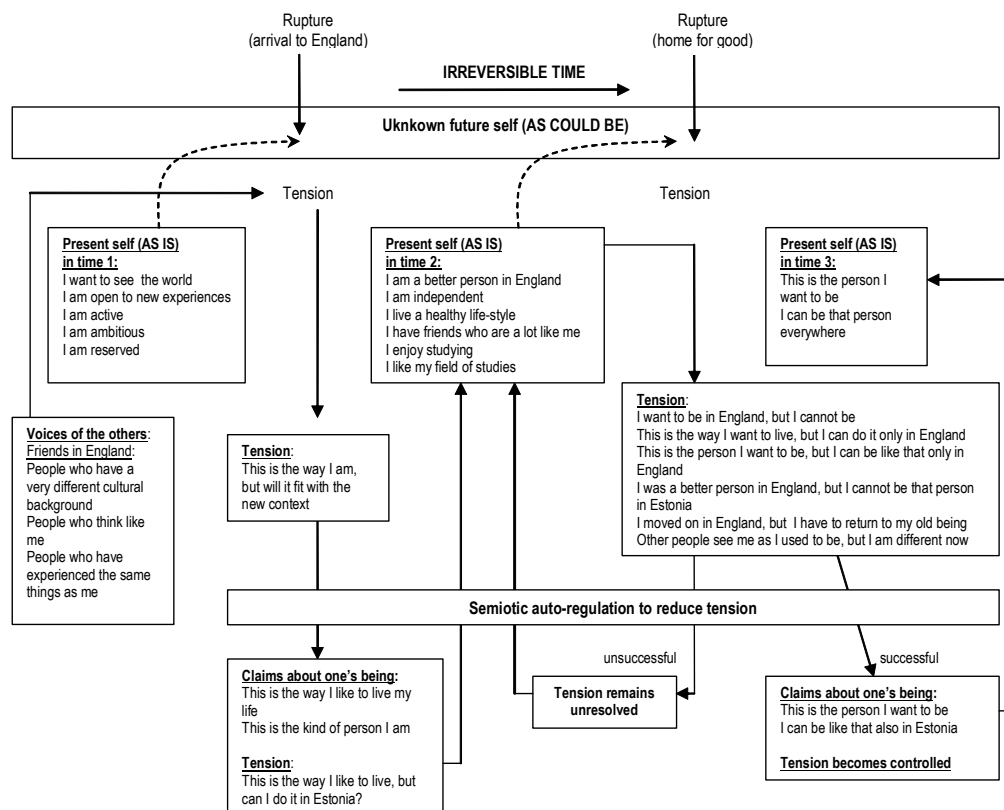 Rupture
(arrival to England)
Rupture
(home for good)
IRREVERSIBLE TIME
Uknkown future self (AS COULD BE)
Tension
Tension
Present self (AS IS)
in time 1:
I want to see the world
I am open to new experiences
I am active
I am ambitious
I am reserved
Present self (AS IS)
in time 2:
I am a better person in England
I am independent
I live a healthy life-style
I have friends who are a lot like me
I enjoy studying
I like my field of studies
Present self (AS IS)
in time 3:
This is the person I
want to be
I can be that person
everywhere
Voices of the others:
Friends in England:
People who have a
very different cultural
background
People who think like
me
People who have
experienced the same
things as me
Tension:
This is the way I am,
but will it fit with the
new context
Tension:
I want to be in England, but I cannot be
This is the way I want to live, but I can do it only in England
This is the person I want to be, but I can be like that only in
England
I was a better person in England, but I cannot be that person
in Estonia
I moved on in England, but I have to return to my old being
Other people see me as I used to be, but I am different now
Semiotic auto-regulation to reduce tension
unsuccessful
successful
Claims about one's being:
This is the way I like to live my
life
This is the kind of person I am
Tension:
This is the way I like to live, but
can I do it in Estonia?
Tension remains
unresolved
Claims about one's being:
This is the person I want to be
I can be like that also in Estonia
Tension becomes controlled